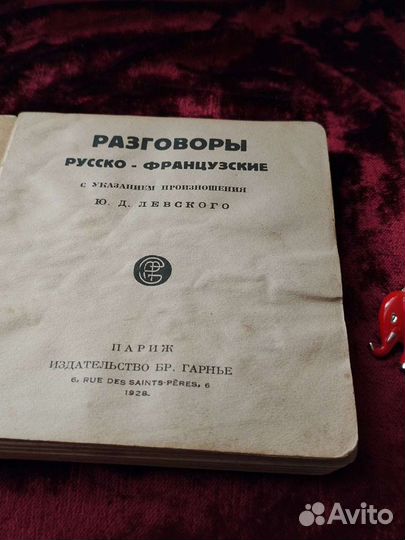 РАЗГОВОРЫ
РУССКО - ФРАНЦУЗСКИЕ
С УКАЗАНИЕМ ПРОИЗНОШЕНИЯ
Ю. Д. ЛЕВСКОГО
ПАРИЖ
ИЗДАТЕЛЬСТВО БР. ГАРНЬЕ
6, RUE DES SAINTS-PÈRES, 6
1928.
Avito